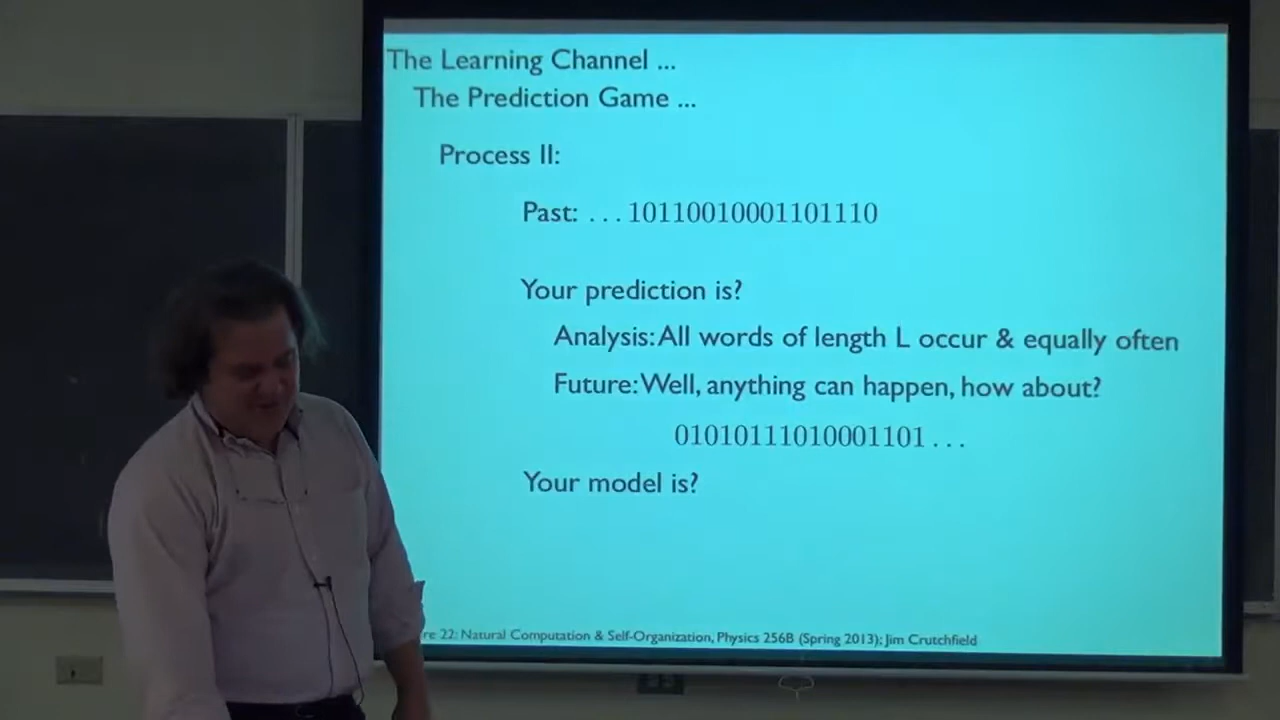 The Learning Channel ...
The Prediction Game ...
Process II:
Past: ...10110010001101110
Your prediction is?
Analysis: All words of length L occur & equally often
Future: Well, anything can happen, how about?
01010111010001101...
Your model is?
22: Natural Computation & Self-Organization, Physics 256B (Spring 2013); Jim Crutchfield